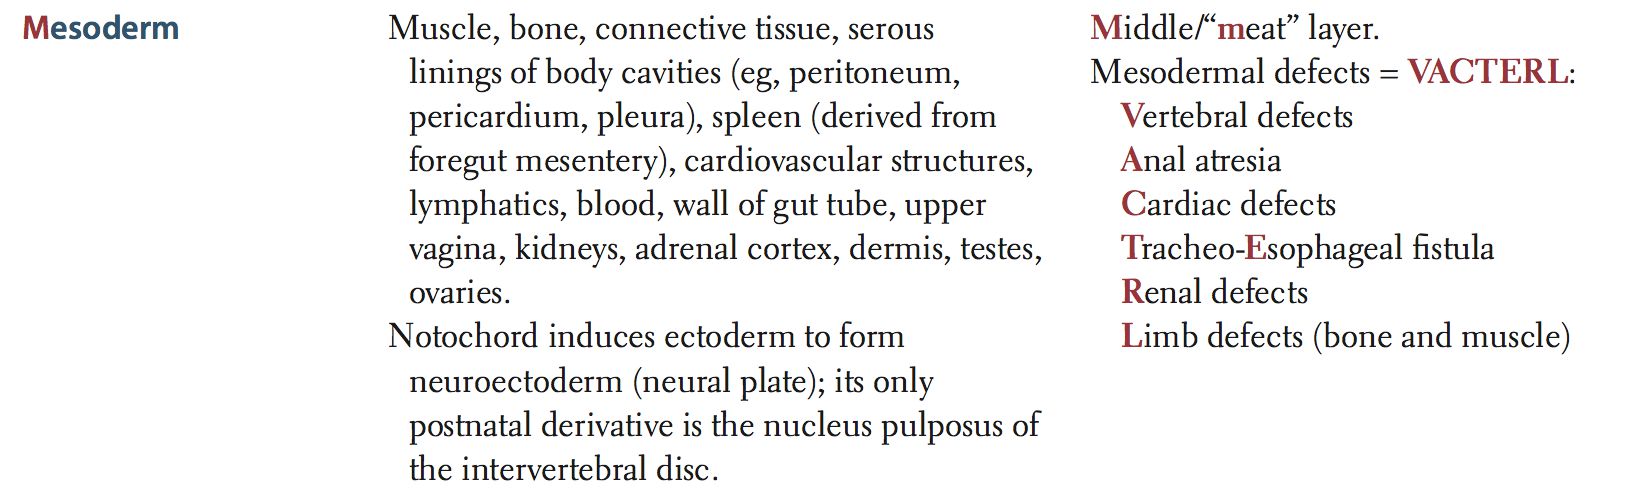 Mesoderm
Muscle, bone, connective tissue, serous
linings of body cavities (eg, peritoneum,
pericardium, pleura), spleen (derived from
foregut mesentery), cardiovascular structures,
lymphatics, blood, wall of gut tube, upper
vagina, kidneys, adrenal cortex, dermis, testes,
ovaries.
Notochord induces ectoderm to form
neuroectoderm (neural plate); its only
postnatal derivative is the nucleus pulposus of
the intervertebral disc.
Middle/“meat” layer.
Mesodermal defects = VACTERL:
Vertebral defects
Anal atresia
Cardiac defects
Tracheo-Esophageal fistula
Renal defects
Limb defects (bone and muscle)